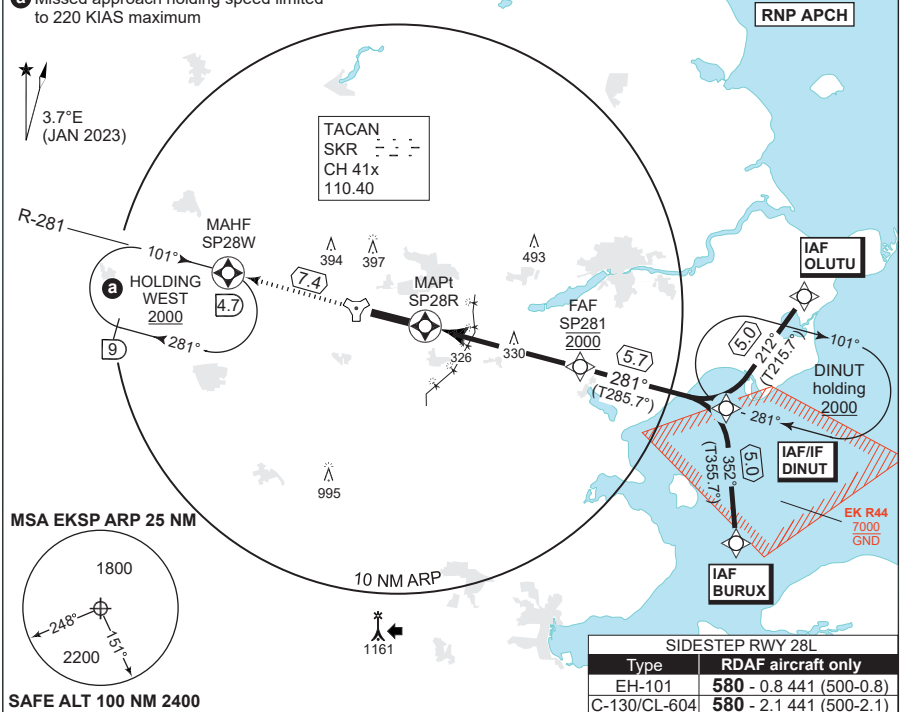 a Missed approach holding speed limited
to 220 KIAS maximum
RNP APCH
3.7°E
(JAN 2023)
TACAN
SKR
CH 41x
110.40
R-281
MAHF
SP28W
101°
a
HOLDING
WEST
2000
4.7
281°
9
7.4
394
397
493
MAPt
SP28R
326
330
FAF
SP281
2000
5.7
281°
(T285.7°)
IAF
OLUTU
5.0
212°
(T215.7°)
101°
DINUT
holding
2000
281°
IAF/IF
DINUT
352°
(T355.7°)
5.0
EK R44
7000
GND
IAF
BURUX
995
10 NM ARP
1161
MSA EKSP ARP 25 NM
1800
248°
151°
2200
SAFE ALT 100 NM 2400
SIDESTEP RWY 28L
Type RDAF aircraft only
EH-101 580 - 0.8 441 (500-0.8)
C-130/CL-604 580 - 2.1 441 (500-2.1)